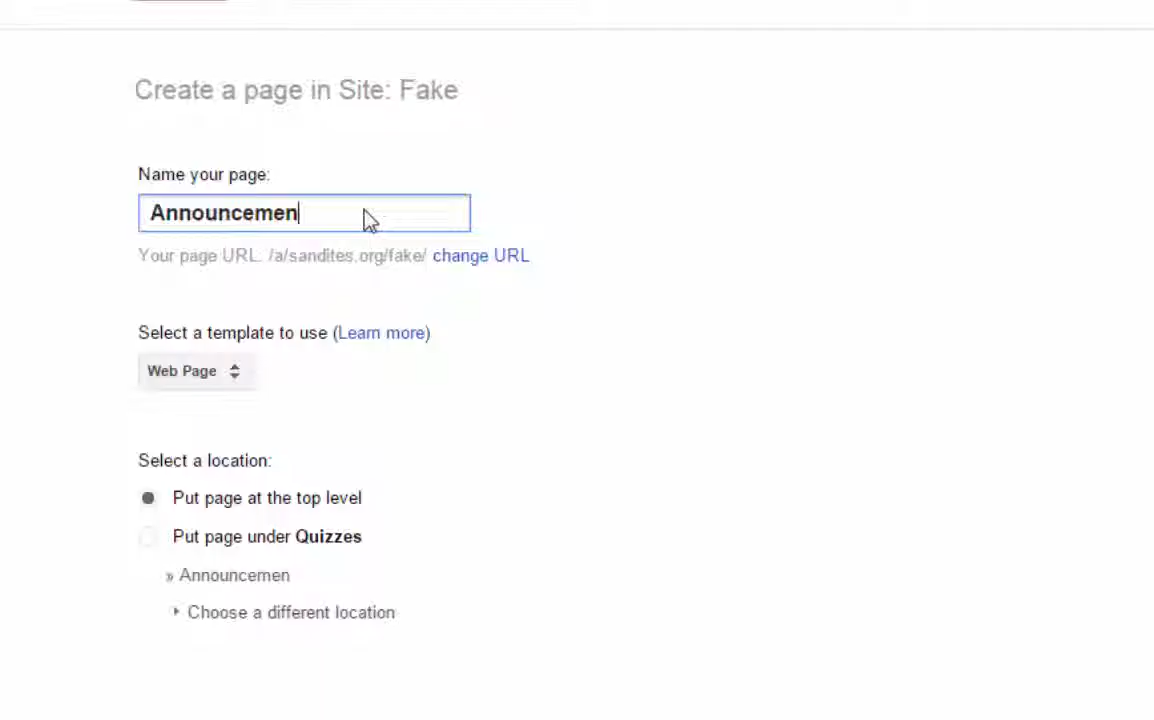 Create a page in Site: Fake
Name your page:
Announcemen
Your page URL: /a/sandites.org/fake/ change URL
Select a template to use (Learn more)
Web Page
Select a location:
Put page at the top level
Put page under Quizzes
» Announcemen
Choose a different location